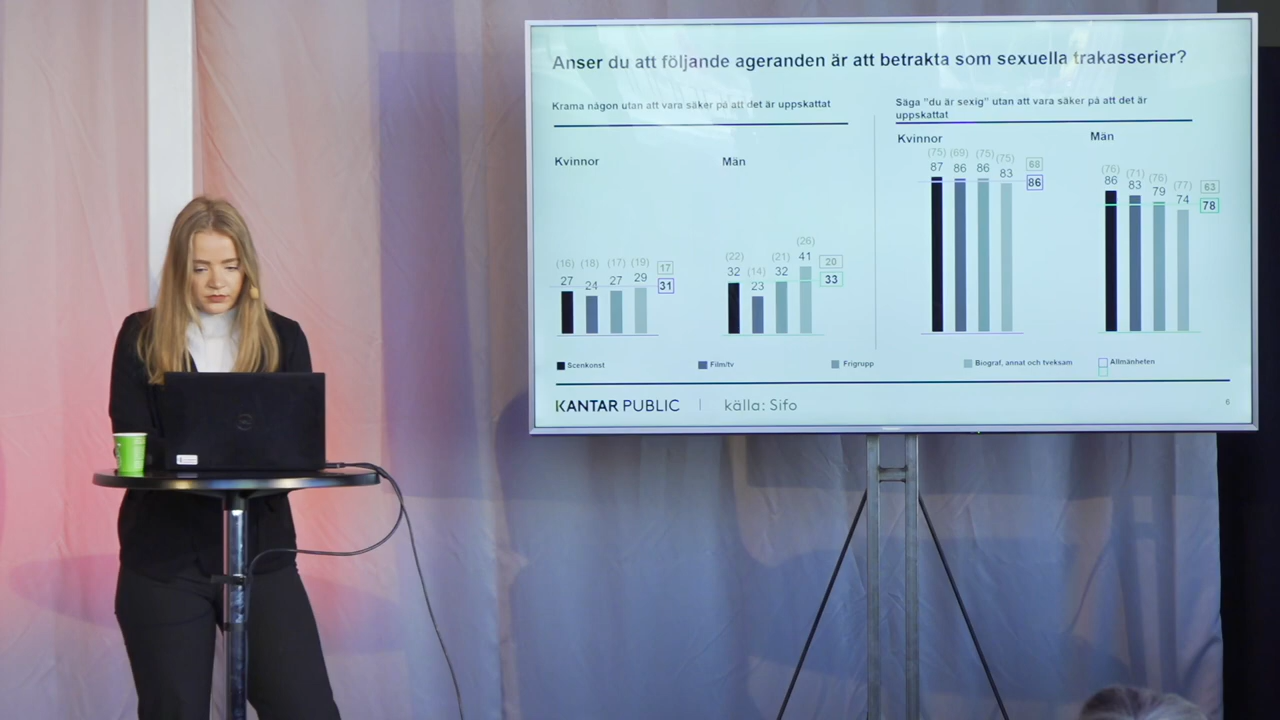 Anser du att följande ageranden är att betrakta som sexuella trakasserier?
Krama någon utan att vara säker på att det är uppskattat
Kvinnor
Män
(16) (18) (17) (19) 17
27 24 27 29 31
(22) (14) (21) (26) 20
32 23 32 41 33
Säga "du är sexig" utan att vara säker på att det är
uppskattat
Kvinnor
Män
(75) (69) (75) (75) 68
87 86 86 83 86
(76) (71) (76) (77) 63
86 83 79 74 78
Scenkonst
Film/tv
Frigrupp
Biograf, annat och tveksam
Allmänheten
KANTAR PUBLIC | källa: Sifo
6